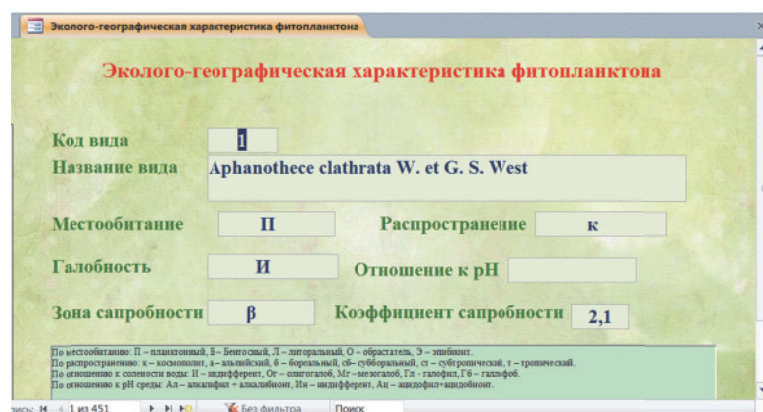 Эколого-географическая характеристика фитопланктона
Эколого-географическая характеристика фитопланктона
Код вида 1
Название вида Aphanothece clathrata W. et G. S. West
Местообитание П Распространение к
Галобность И Отношение к pH
Зона сапробности β Коэффициент сапробности 2,1
По местообитанию: П – планктонный, Б– Бентосный, Л – литоральный, О – обрастатель, Э – эпибионт.
По распространению: к – космополит, а– альпийский, б – бореальный, сб– субборальный, ст – субтропический, т – тропический.
По отношению к солености воды: И – индифферент, Ог – олигогалоб, Мг –мезогалоб, Гл - галофил, Гб – галлофоб.
По отношению к pH среды: Ал – алкалифил + алкалибионт, Ин – индифферент, Ац – ацидофил+ацидобионт.
пись: 1 из 451 Без фильтра Поиск